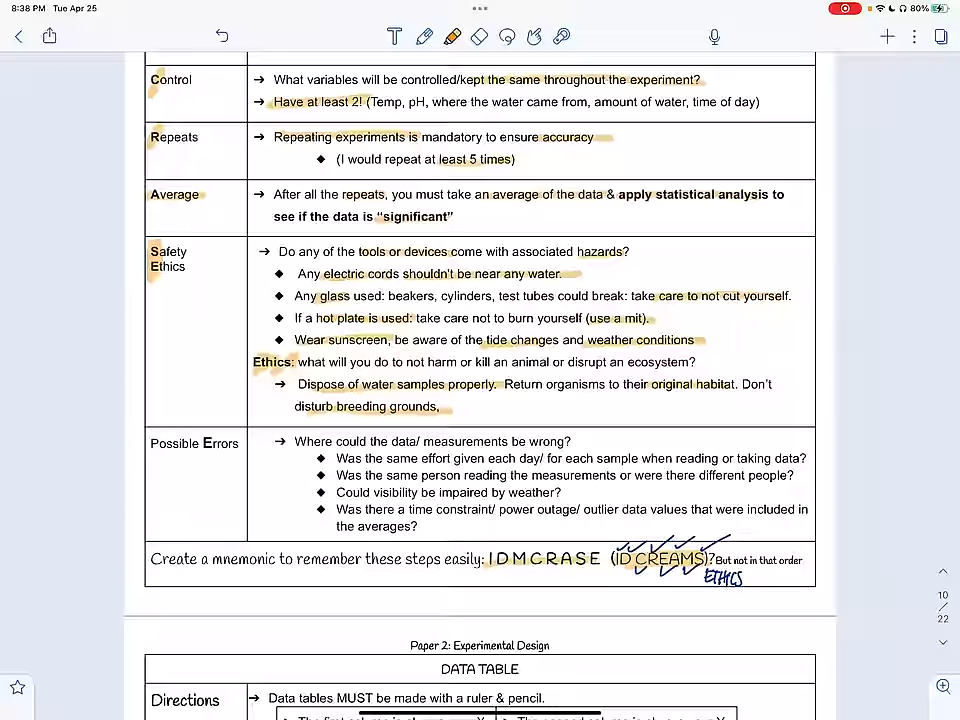 8:38 PM Tue Apr 25
80%
Control → What variables will be controlled/kept the same throughout the experiment?
→ Have at least 2! (Temp, pH, where the water came from, amount of water, time of day)
Repeats → Repeating experiments is mandatory to ensure accuracy
◆ (I would repeat at least 5 times)
Average → After all the repeats, you must take an average of the data & apply statistical analysis to
see if the data is “significant”
Safety → Do any of the tools or devices come with associated hazards?
Ethics
◆ Any electric cords shouldn't be near any water.
◆ Any glass used: beakers, cylinders, test tubes could break: take care to not cut yourself.
◆ If a hot plate is used: take care not to burn yourself (use a mit).
◆ Wear sunscreen, be aware of the tide changes and weather conditions
Ethics: what will you do to not harm or kill an animal or disrupt an ecosystem?
→ Dispose of water samples properly. Return organisms to their original habitat. Don't
disturb breeding grounds,
Possible Errors → Where could the data/ measurements be wrong?
◆ Was the same effort given each day/ for each sample when reading or taking data?
◆ Was the same person reading the measurements or were there different people?
◆ Could visibility be impaired by weather?
◆ Was there a time constraint/ power outage/ outlier data values that were included in
the averages?
Create a mnemonic to remember these steps easily: I D M C R A S E (ID CREAMS)? But not in that order
ETHICS
10
/
22
Paper 2: Experimental Design
DATA TABLE
Directions → Data tables MUST be made with a ruler & pencil.